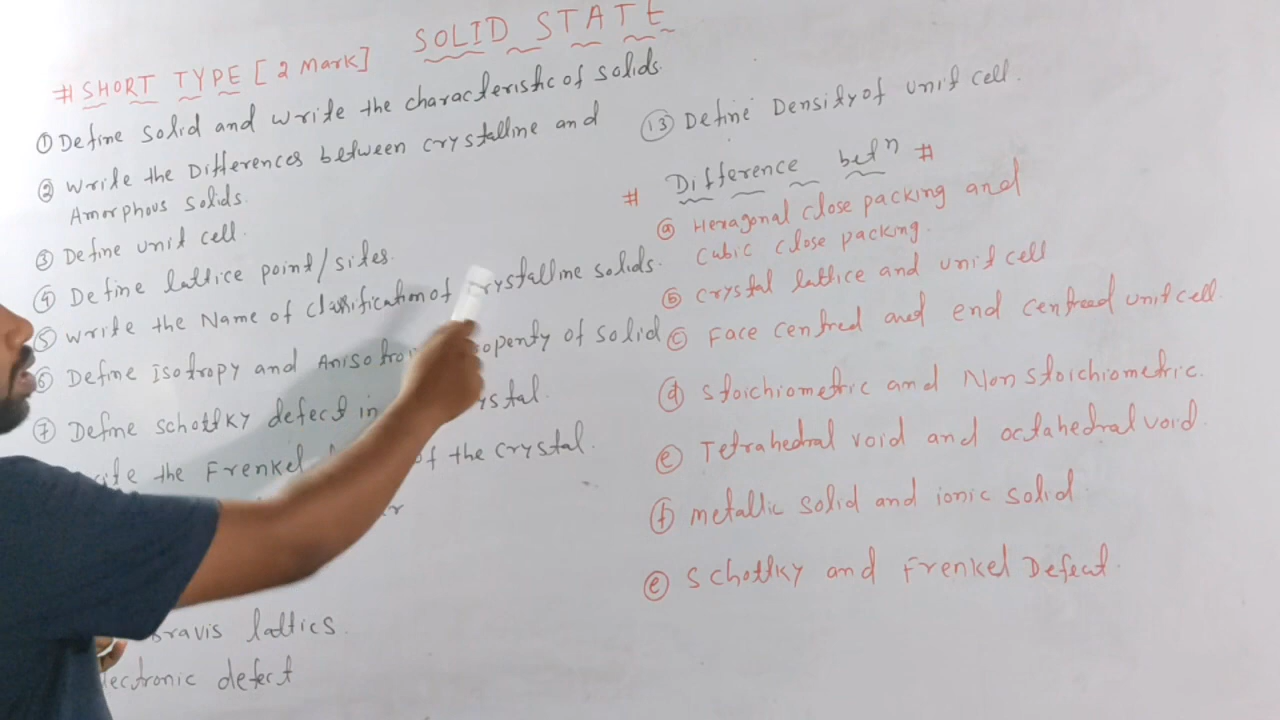 SOLID STATE
# SHORT TYPE [ 2 Mark]
① Define Solid and write the characteristic of solids.
② write the Differences between crystalline and
Amorphous solids.
③ Define unit cell.
④ Define lattice point/sites.
⑤ write the Name of Classification of crystalline solids.
⑥ Define Isotropy and of solid
⑦ Define schottky defect in
the Frenkel of the crystal.
Bravis lattics
electronic defect
⑬ Define Density of unit cell.
# Difference betⁿ #
ⓐ Hexagonal close packing and
Cubic close packing.
ⓑ crystal lattice and unit cell
ⓒ Face centred and end centread unit cell.
ⓓ Stoichiometric and Non stoichiometric.
ⓔ Tetrahedral void and octahedral void.
ⓕ metallic solid and ionic solid
ⓔ Schottky and Frenkel Defect.